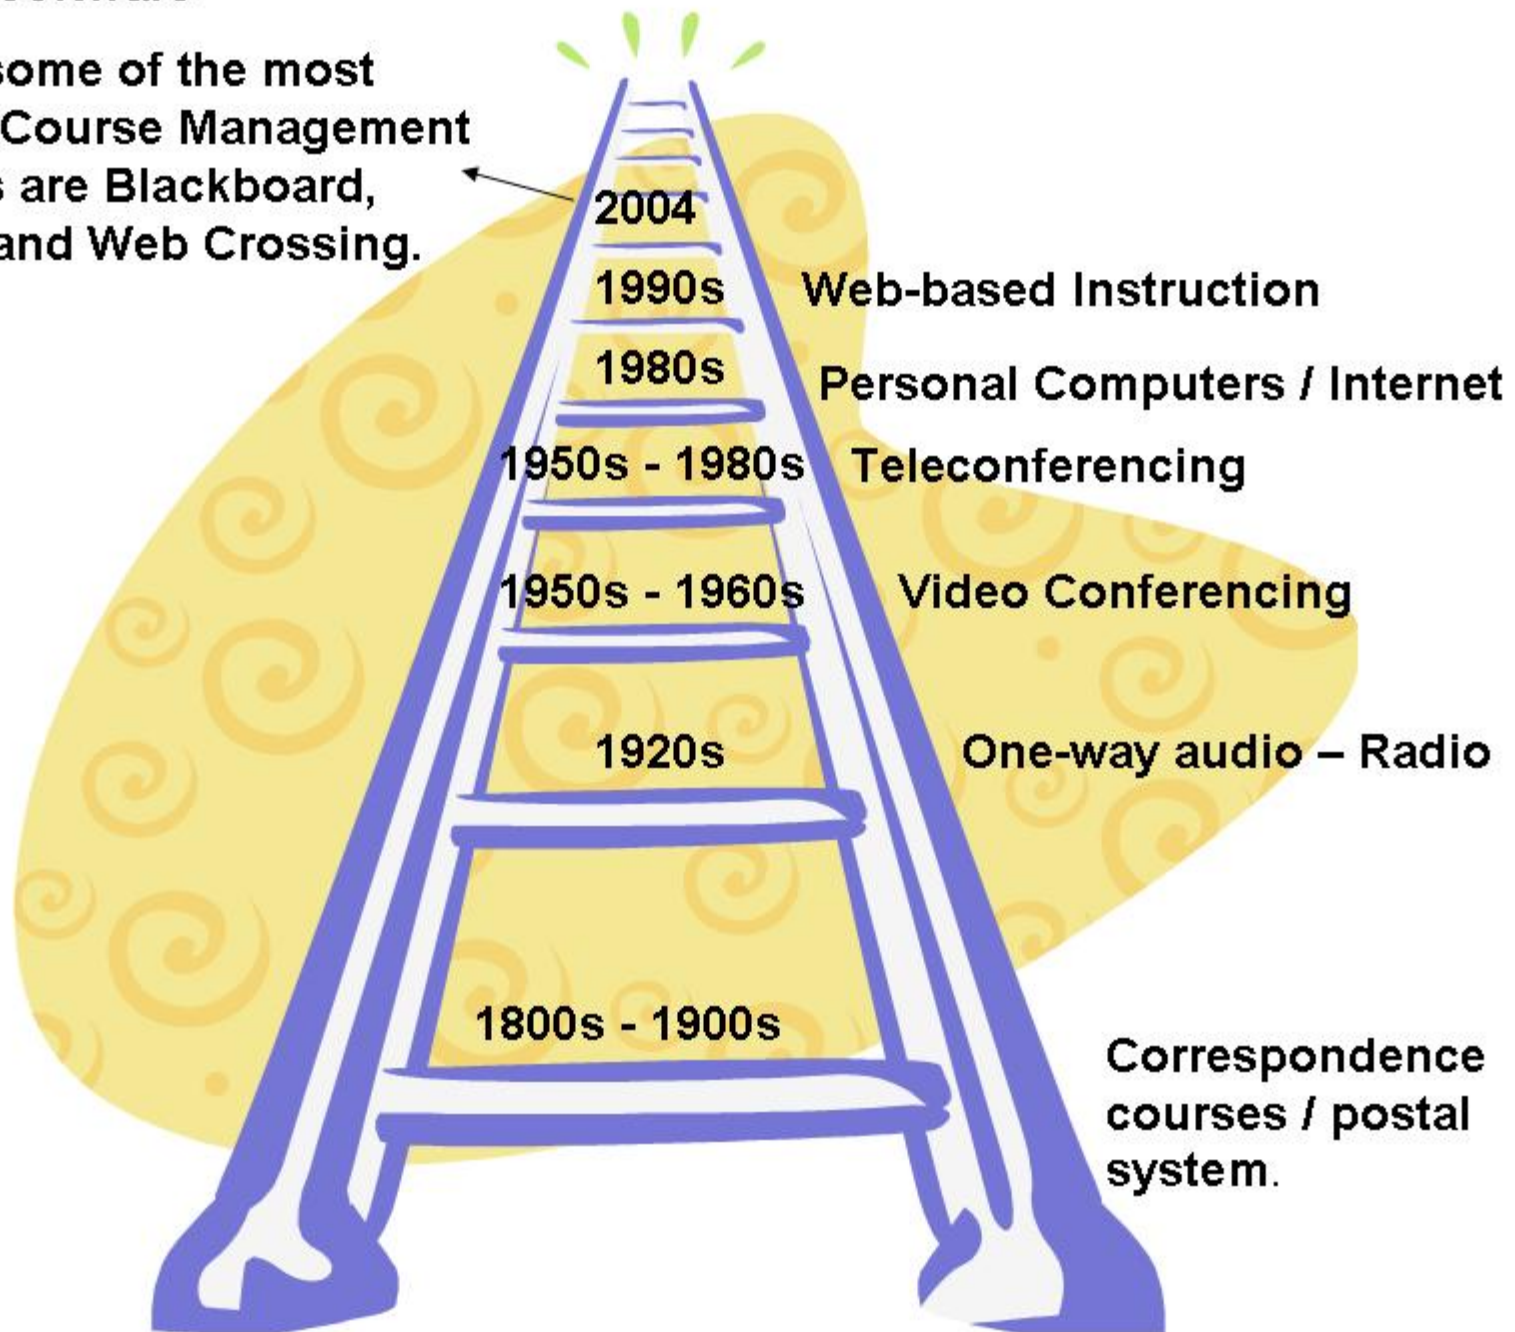 some of the most
Course Management
s are Blackboard,
and Web Crossing.
2004
1990s Web-based Instruction
1980s Personal Computers / Internet
1950s - 1980s Teleconferencing
1950s - 1960s Video Conferencing
1920s One-way audio – Radio
1800s - 1900s
Correspondence
courses / postal
system.